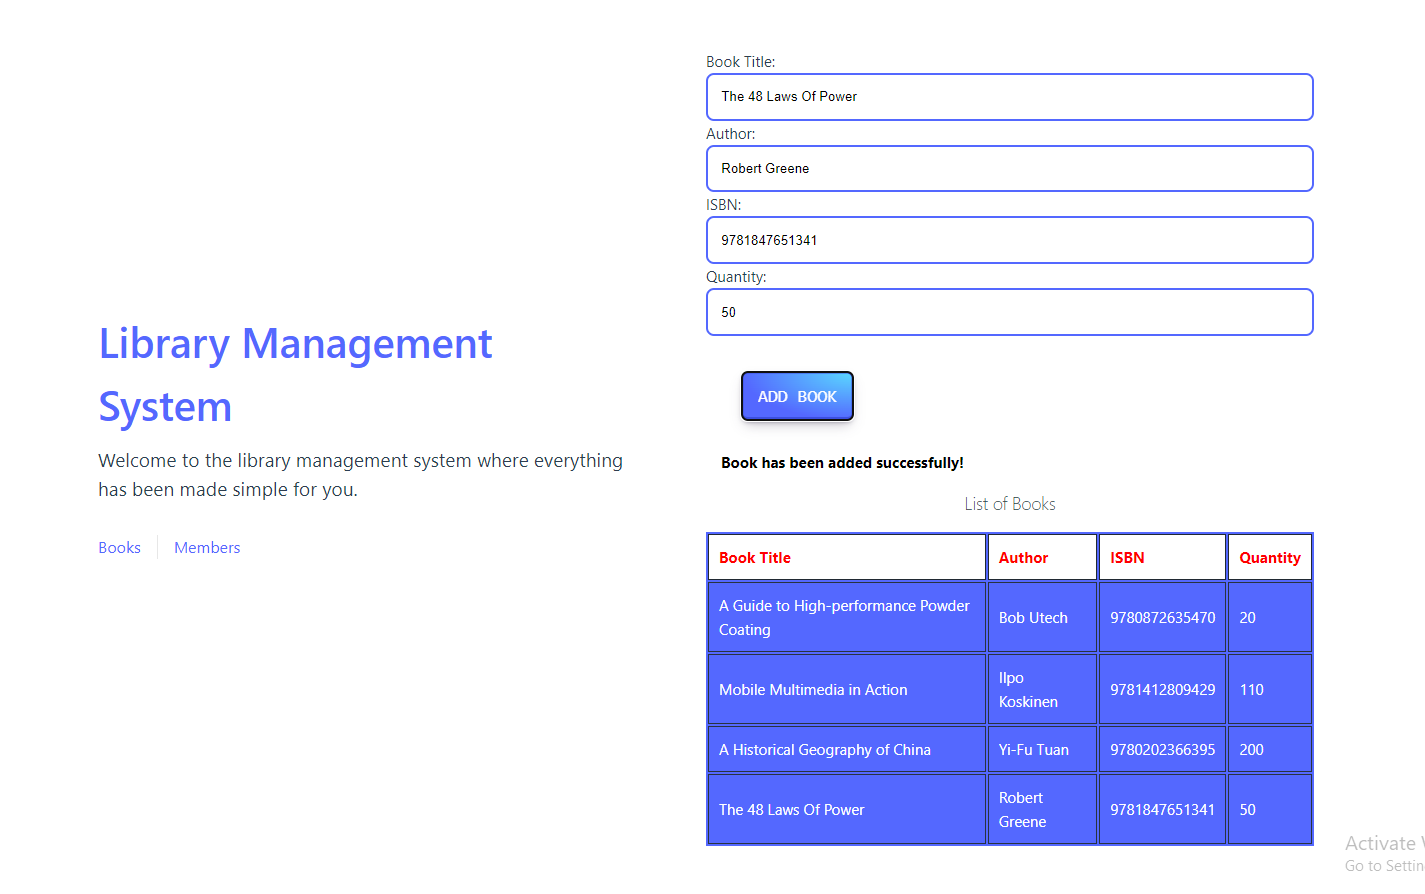 Book Title:
The 48 Laws Of Power
Author:
Robert Greene
ISBN:
9781847651341
Quantity:
50
ADD BOOK
Book has been added successfully!
Library Management
System
Welcome to the library management system where everything
has been made simple for you.
Books Members
List of Books
Book Title Author ISBN Quantity
A Guide to High-performance Powder
Coating
Bob Utech 9780872635470 20
Mobile Multimedia in Action
Ilpo
Koskinen
9781412809429 110
A Historical Geography of China Yi-Fu Tuan 9780202366395 200
The 48 Laws Of Power
Robert
Greene
9781847651341 50
Activate
Go to